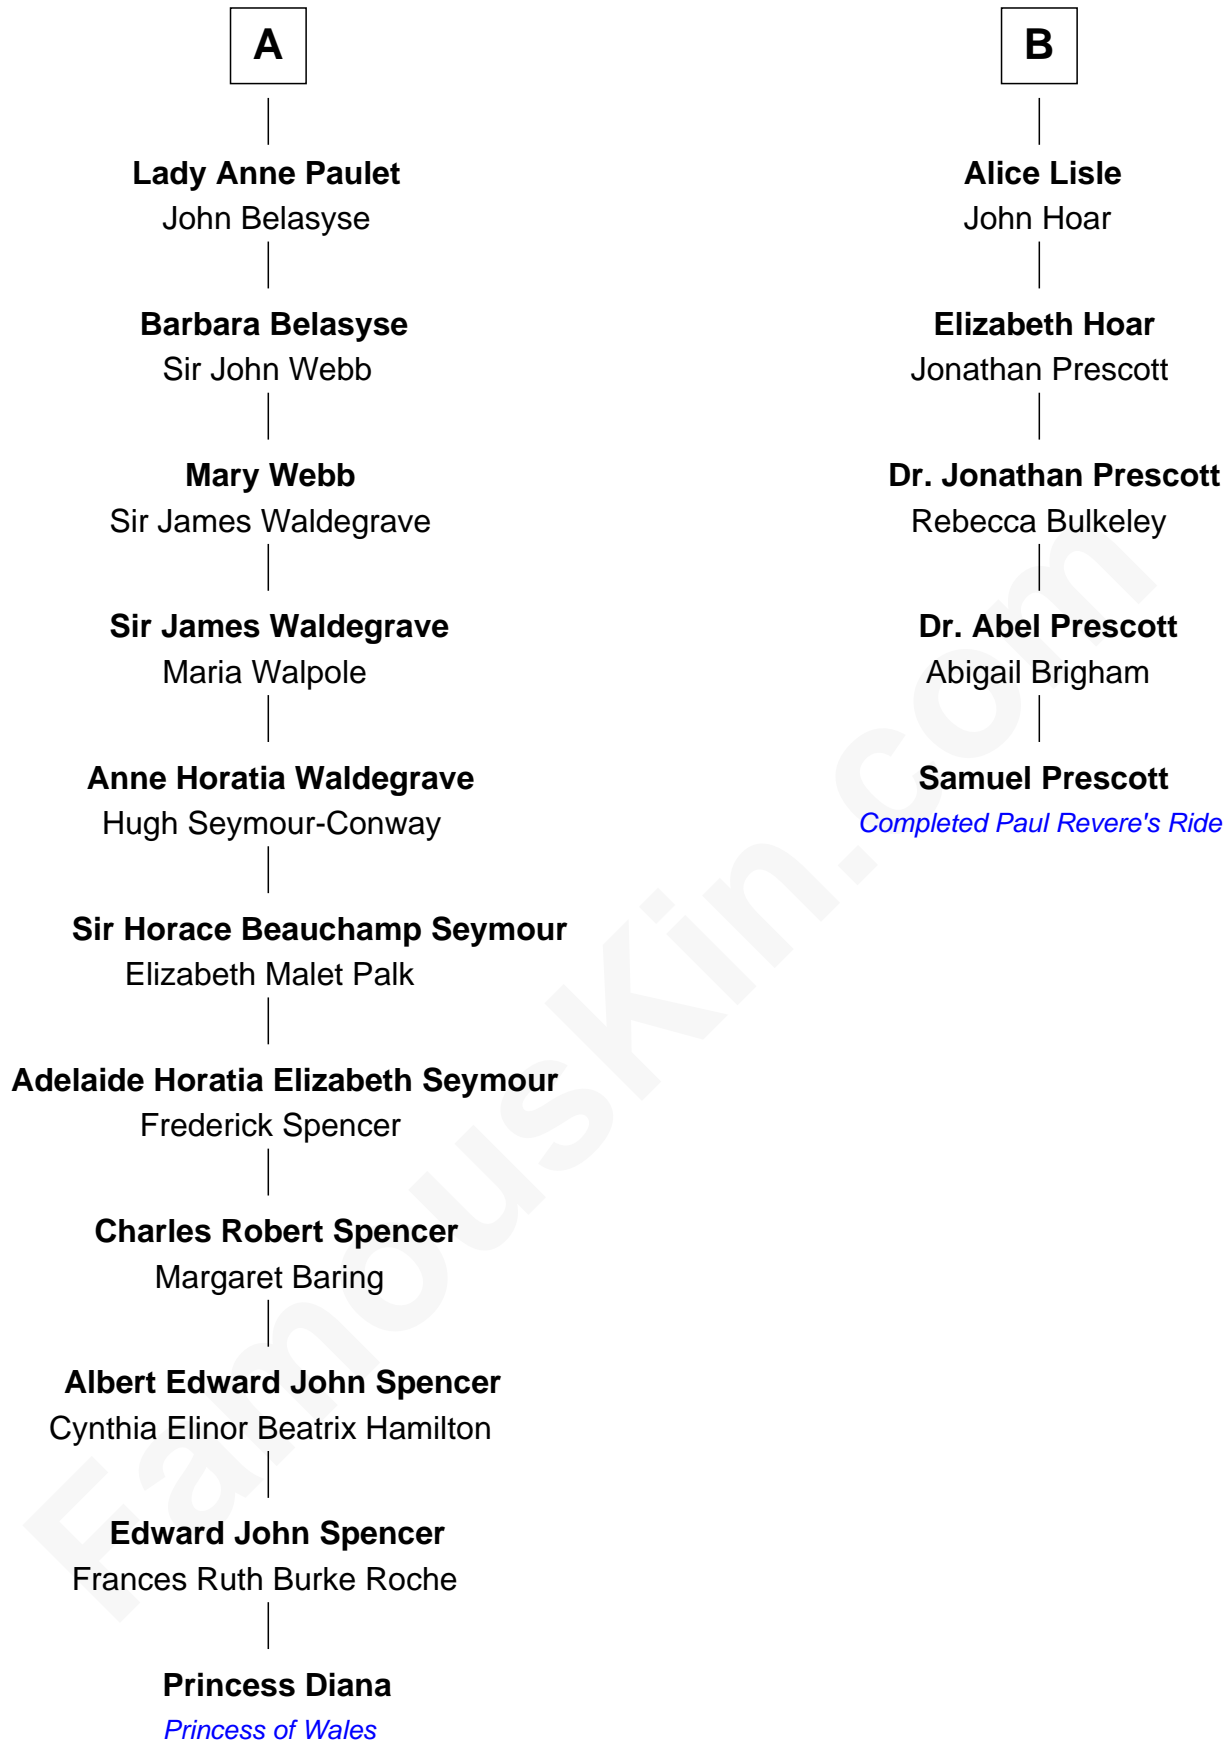 A
Lady Anne Paulet
John Belasyse
Barbara Belasyse
Sir John Webb
Mary Webb
Sir James Waldegrave
Sir James Waldegrave
Maria Walpole
Anne Horatia Waldegrave
Hugh Seymour-Conway
Sir Horace Beauchamp Seymour
Elizabeth Malet Palk
Adelaide Horatia Elizabeth Seymour
Frederick Spencer
Charles Robert Spencer
Margaret Baring
Albert Edward John Spencer
Cynthia Elinor Beatrix Hamilton
Edward John Spencer
Frances Ruth Burke Roche
Princess Diana
Princess of Wales
B
Alice Lisle
John Hoar
Elizabeth Hoar
Jonathan Prescott
Dr. Jonathan Prescott
Rebecca Bulkeley
Dr. Abel Prescott
Abigail Brigham
Samuel Prescott
Completed Paul Revere's Ride
FamousKin.com